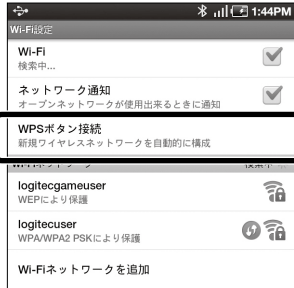 1:44PM
Wi-Fi設定
Wi-Fi
検索中...
ネットワーク通知
オープンネットワークが使用出来るときに通知
WPSボタン接続
新規ワイヤレスネットワークを自動的に構成
logitecgameuser
WEPにより保護
logitecuser
WPA/WPA2 PSKにより保護
Wi-Fiネットワークを追加